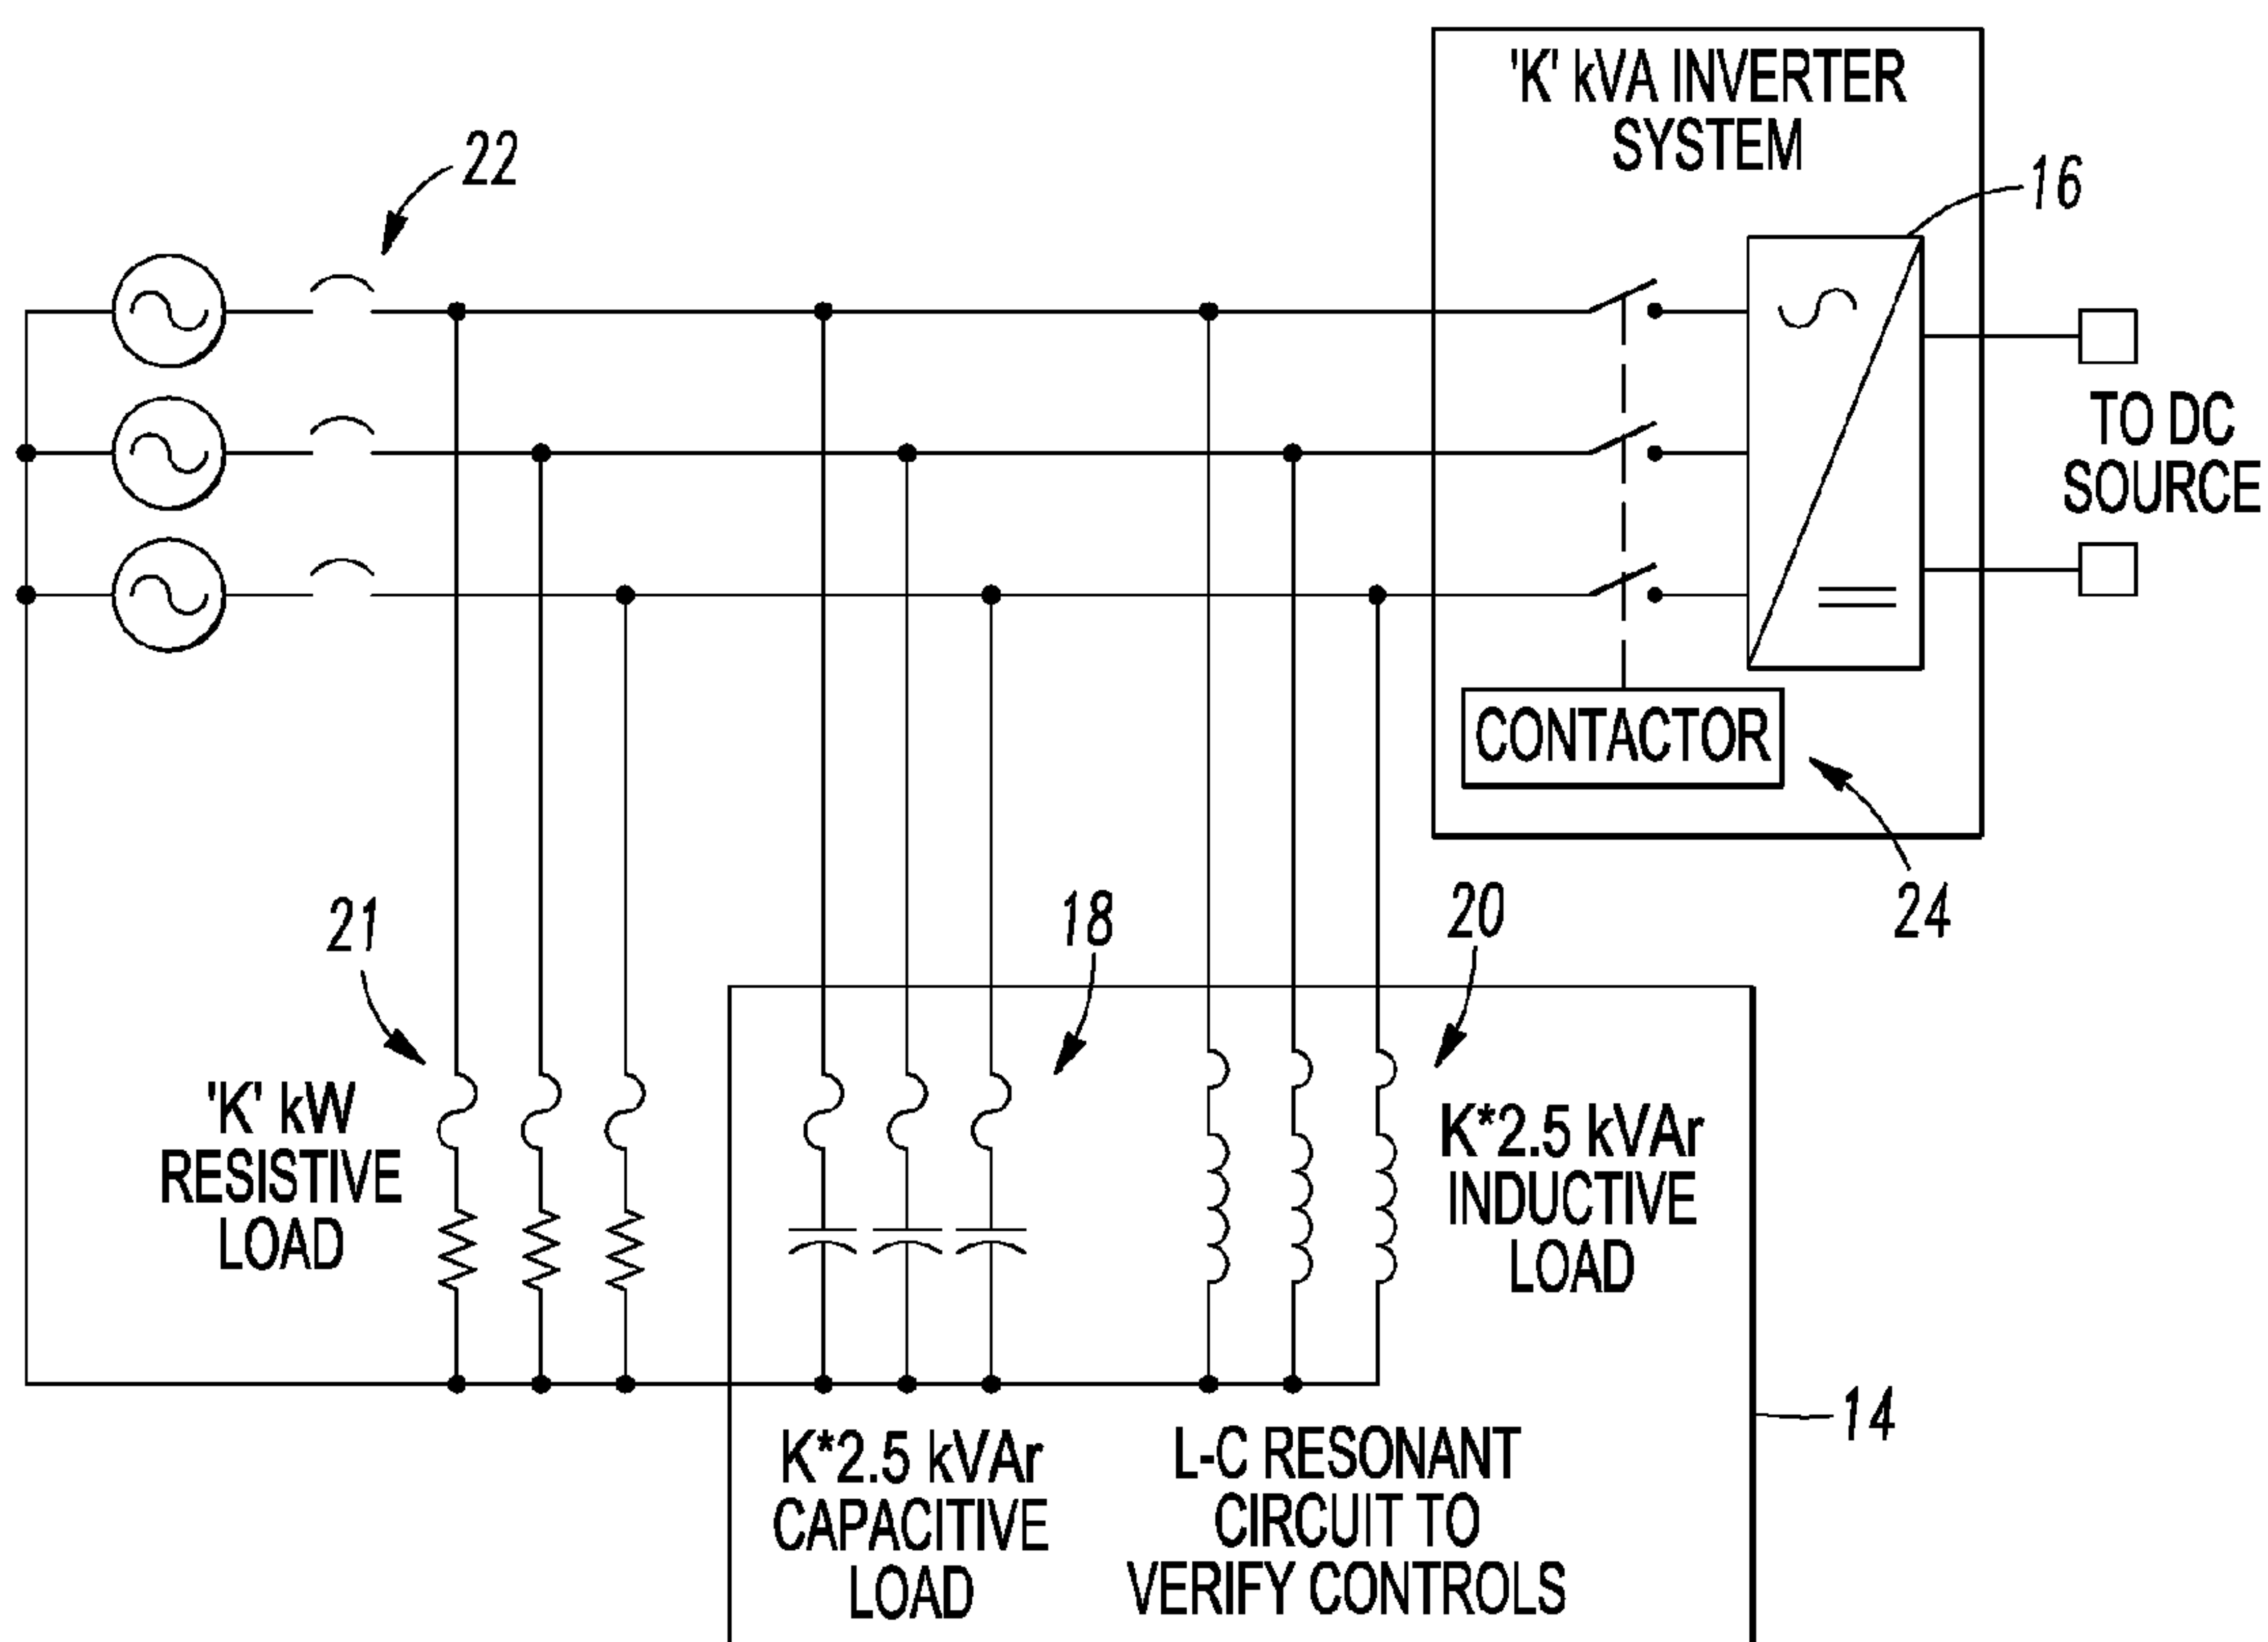 'K' kVA INVERTER
SYSTEM
22
16
TO DC
SOURCE
CONTACTOR
24
21
18
20
'K' kW
RESISTIVE
LOAD
K*2.5 kVAr
INDUCTIVE
LOAD
14
K*2.5 kVAr
CAPACITIVE
LOAD
L-C RESONANT
CIRCUIT TO
VERIFY CONTROLS